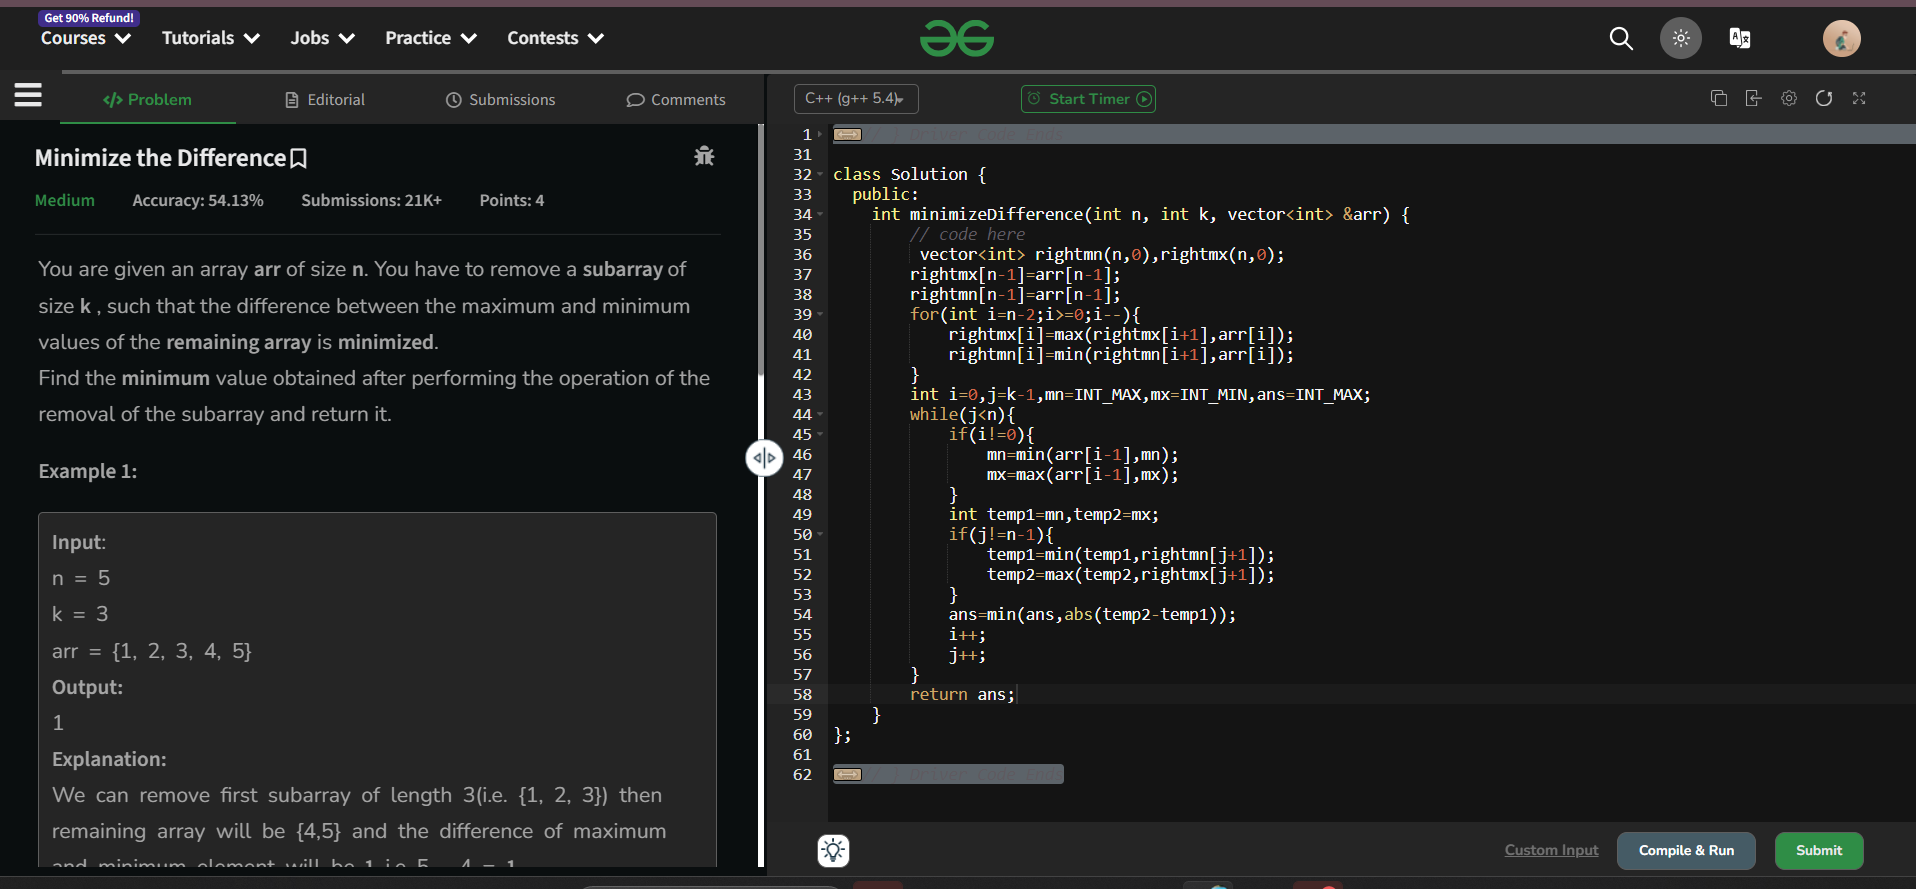 Get 90% Refund!
Courses Tutorials Jobs Practice Contests
Problem Editorial Submissions Comments
C++ (g++ 5.4) Start Timer
Minimize the Difference
Medium Accuracy: 54.13% Submissions: 21K+ Points: 4
You are given an array arr of size n. You have to remove a subarray of
size k , such that the difference between the maximum and minimum
values of the remaining array is minimized.
Find the minimum value obtained after performing the operation of the
removal of the subarray and return it.
Example 1:
Input:
n = 5
k = 3
arr = {1, 2, 3, 4, 5}
Output:
1
Explanation:
We can remove first subarray of length 3(i.e. {1, 2, 3}) then
remaining array will be {4,5} and the difference of maximum
and minimum element will be 1 i.e 5 - 4 = 1
1 // } Driver Code Ends
31
32 class Solution {
33 public:
34 int minimizeDifference(int n, int k, vector<int> &arr) {
35 // code here
36 vector<int> rightmn(n,0),rightmx(n,0);
37 rightmx[n-1]=arr[n-1];
38 rightmn[n-1]=arr[n-1];
39 for(int i=n-2;i>=0;i--){
40 rightmx[i]=max(rightmx[i+1],arr[i]);
41 rightmn[i]=min(rightmn[i+1],arr[i]);
42 }
43 int i=0,j=k-1,mn=INT_MAX,mx=INT_MIN,ans=INT_MAX;
44 while(j<n){
45 if(i!=0){
46 mn=min(arr[i-1],mn);
47 mx=max(arr[i-1],mx);
48 }
49 int temp1=mn,temp2=mx;
50 if(j!=n-1){
51 temp1=min(temp1,rightmn[j+1]);
52 temp2=max(temp2,rightmx[j+1]);
53 }
54 ans=min(ans,abs(temp2-temp1));
55 i++;
56 j++;
57 }
58 return ans;
59 }
60 };
61
62 // } Driver Code Ends
Custom Input Compile & Run Submit